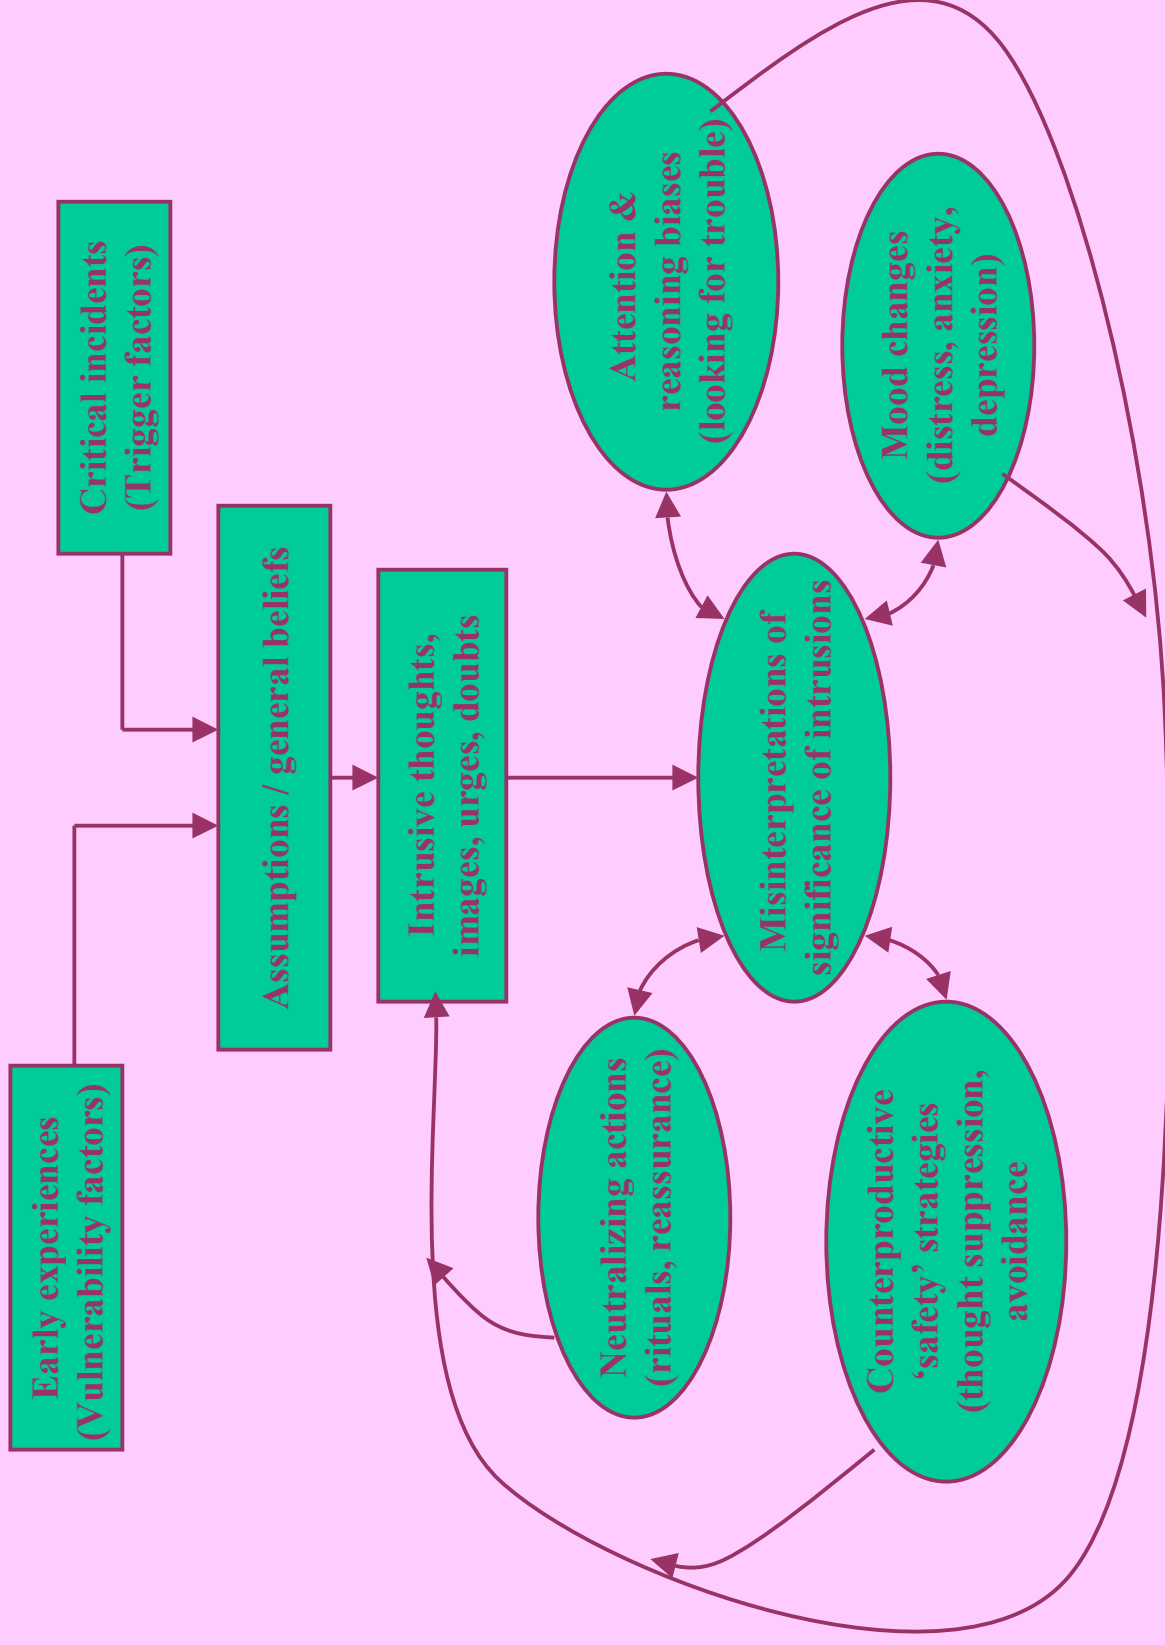 Early experiences
(Vulnerability factors)
Critical incidents
(Trigger factors)
Assumptions / general beliefs
Intrusive thoughts,
images, urges, doubts
Neutralizing actions
(rituals, reassurance)
Attention &
reasoning biases
(looking for trouble)
Misinterpretations of
significance of intrusions
Counterproductive
‘safety’ strategies
(thought suppression,
avoidance
Mood changes
(distress, anxiety,
depression)